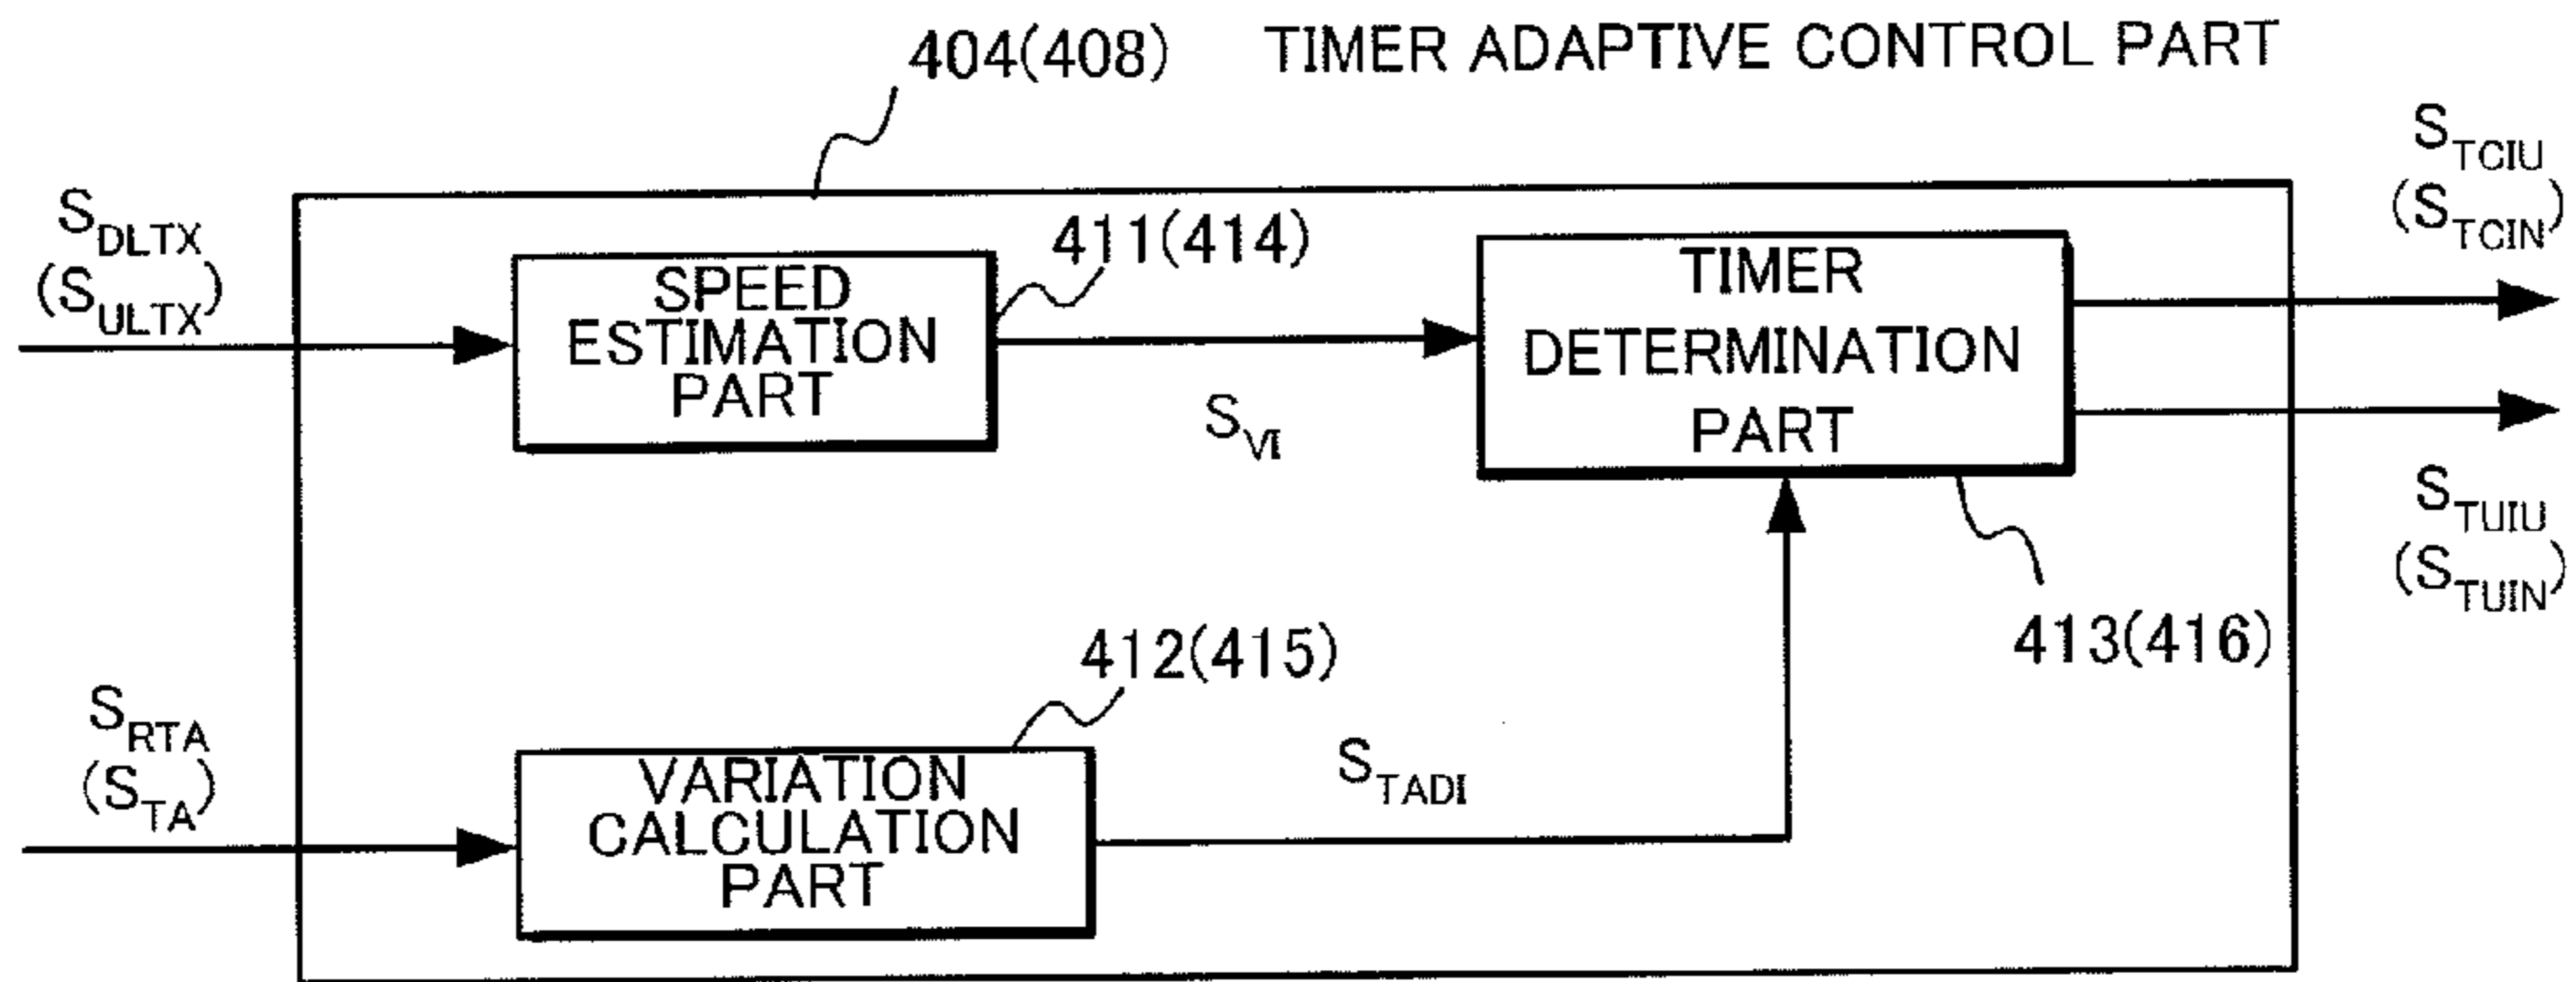 404(408) TIMER ADAPTIVE CONTROL PART
S_TCIU
(S_TCIN)
S_DLTX
(S_ULTX)
411(414)
SPEED
ESTIMATION
PART
S_VI
TIMER
DETERMINATION
PART
S_TUIU
(S_TUIN)
413(416)
412(415)
S_RTA
(S_TA)
VARIATION
CALCULATION
PART
S_TADI